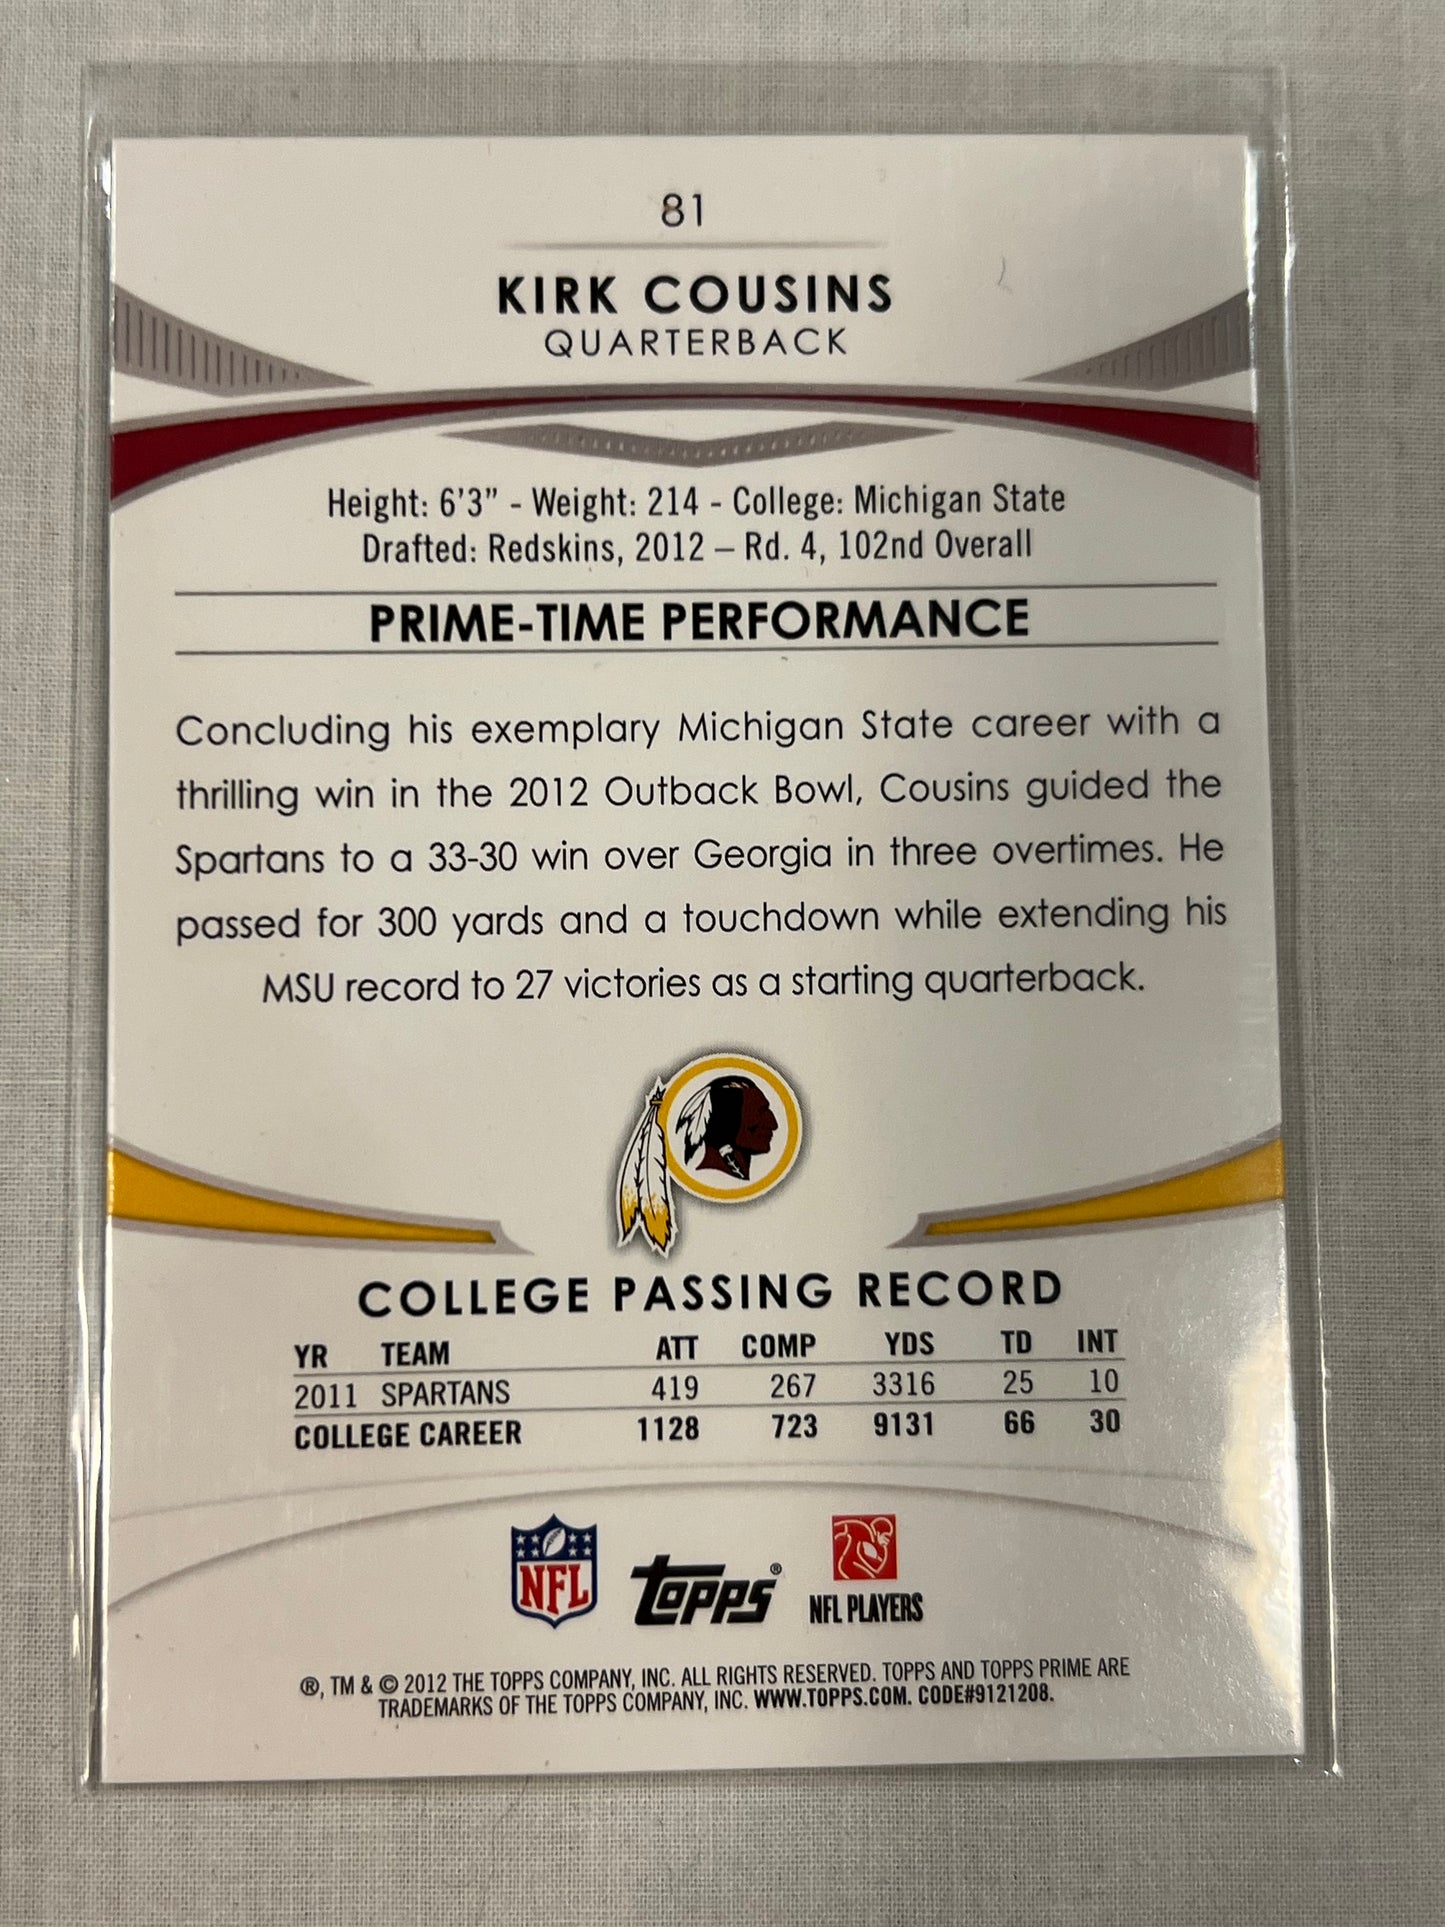 81
KIRK COUSINS
QUARTERBACK
Height: 6'3" - Weight: 214 - College: Michigan State
Drafted: Redskins, 2012 – Rd. 4, 102nd Overall
PRIME-TIME PERFORMANCE
Concluding his exemplary Michigan State career with a
thrilling win in the 2012 Outback Bowl, Cousins guided the
Spartans to a 33-30 win over Georgia in three overtimes. He
passed for 300 yards and a touchdown while extending his
MSU record to 27 victories as a starting quarterback.
COLLEGE PASSING RECORD
YR TEAM ATT COMP YDS TD INT
2011 SPARTANS 419 267 3316 25 10
COLLEGE CAREER 1128 723 9131 66 30
NFL topps® NFL PLAYERS
®, TM & © 2012 THE TOPPS COMPANY, INC. ALL RIGHTS RESERVED. TOPPS AND TOPPS PRIME ARE
TRADEMARKS OF THE TOPPS COMPANY, INC. WWW.TOPPS.COM. CODE#9121208.